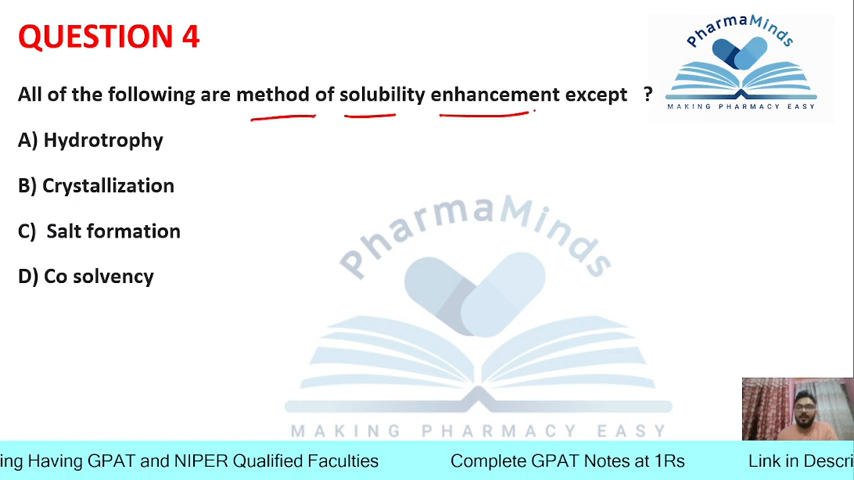 QUESTION 4
PharmaMinds
MAKING PHARMACY EASY
All of the following are method of solubility enhancement except ?
A) Hydrotrophy
B) Crystallization
C) Salt formation
D) Co solvency
PharmaMinds
MAKING PHARMACY EASY
ing Having GPAT and NIPER Qualified Faculties Complete GPAT Notes at 1Rs Link in Descri